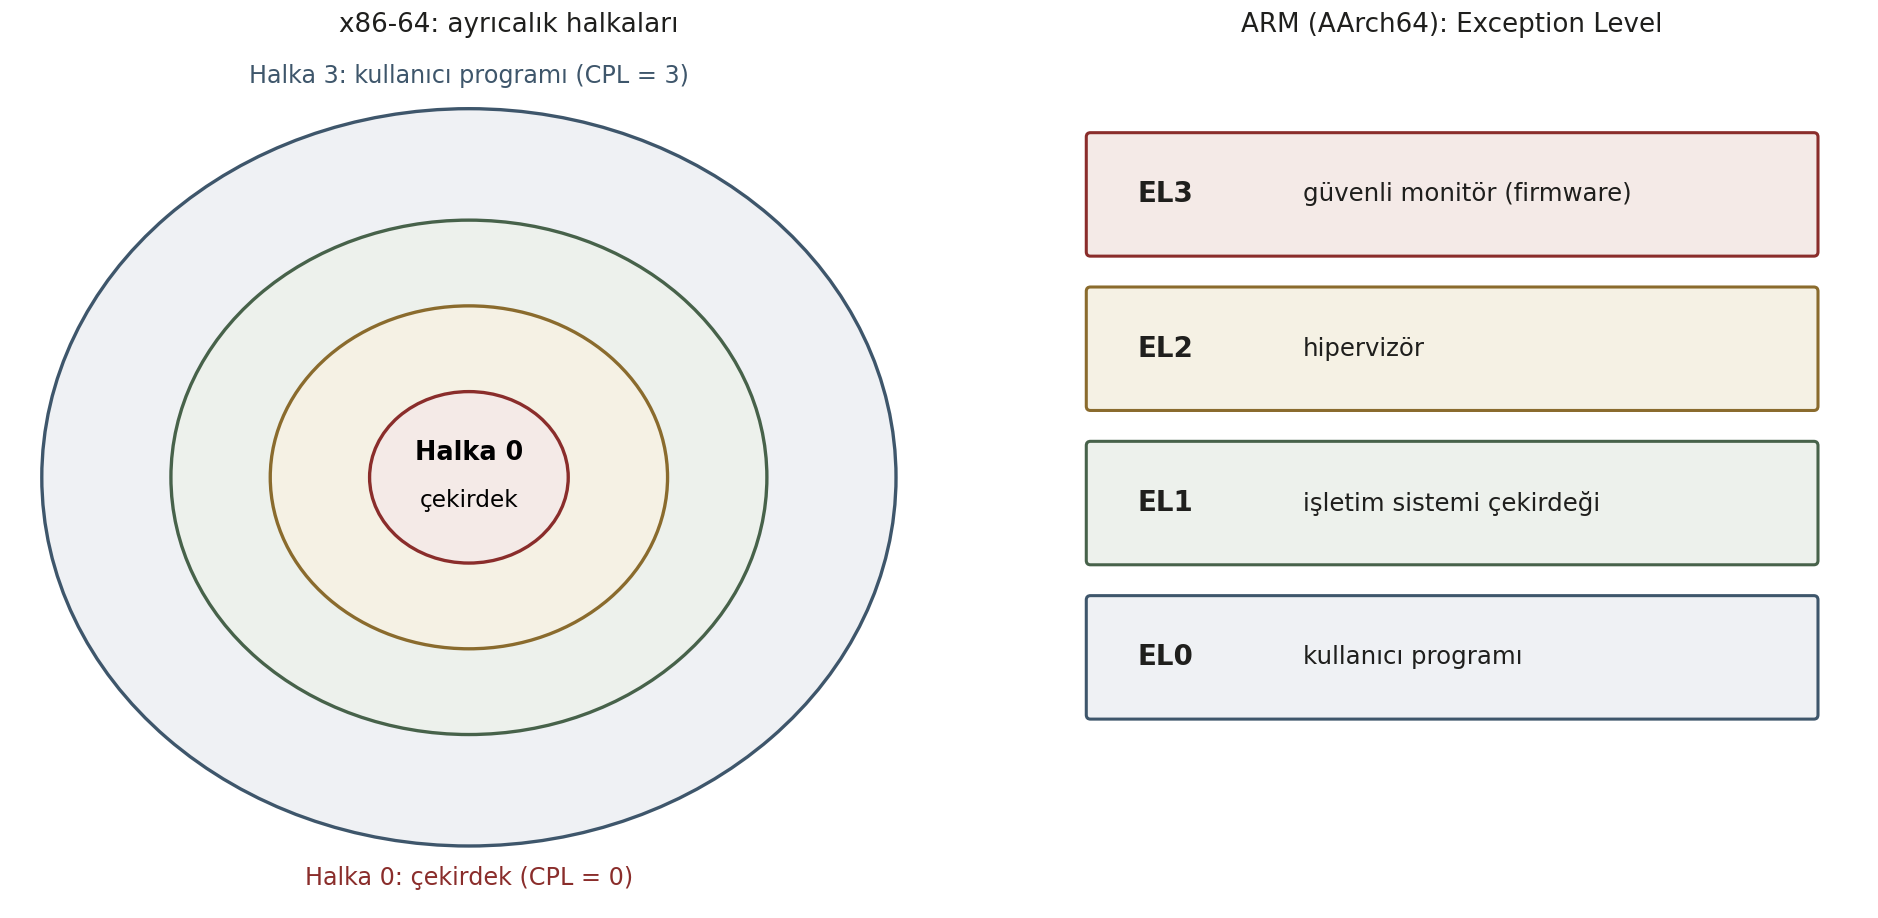 x86-64: ayrıcalık halkaları
Halka 3: kullanıcı programı (CPL = 3)
Halka 0
çekirdek
Halka 0: çekirdek (CPL = 0)
ARM (AArch64): Exception Level
EL3 güvenli monitör (firmware)
EL2 hipervizör
EL1 işletim sistemi çekirdeği
EL0 kullanıcı programı